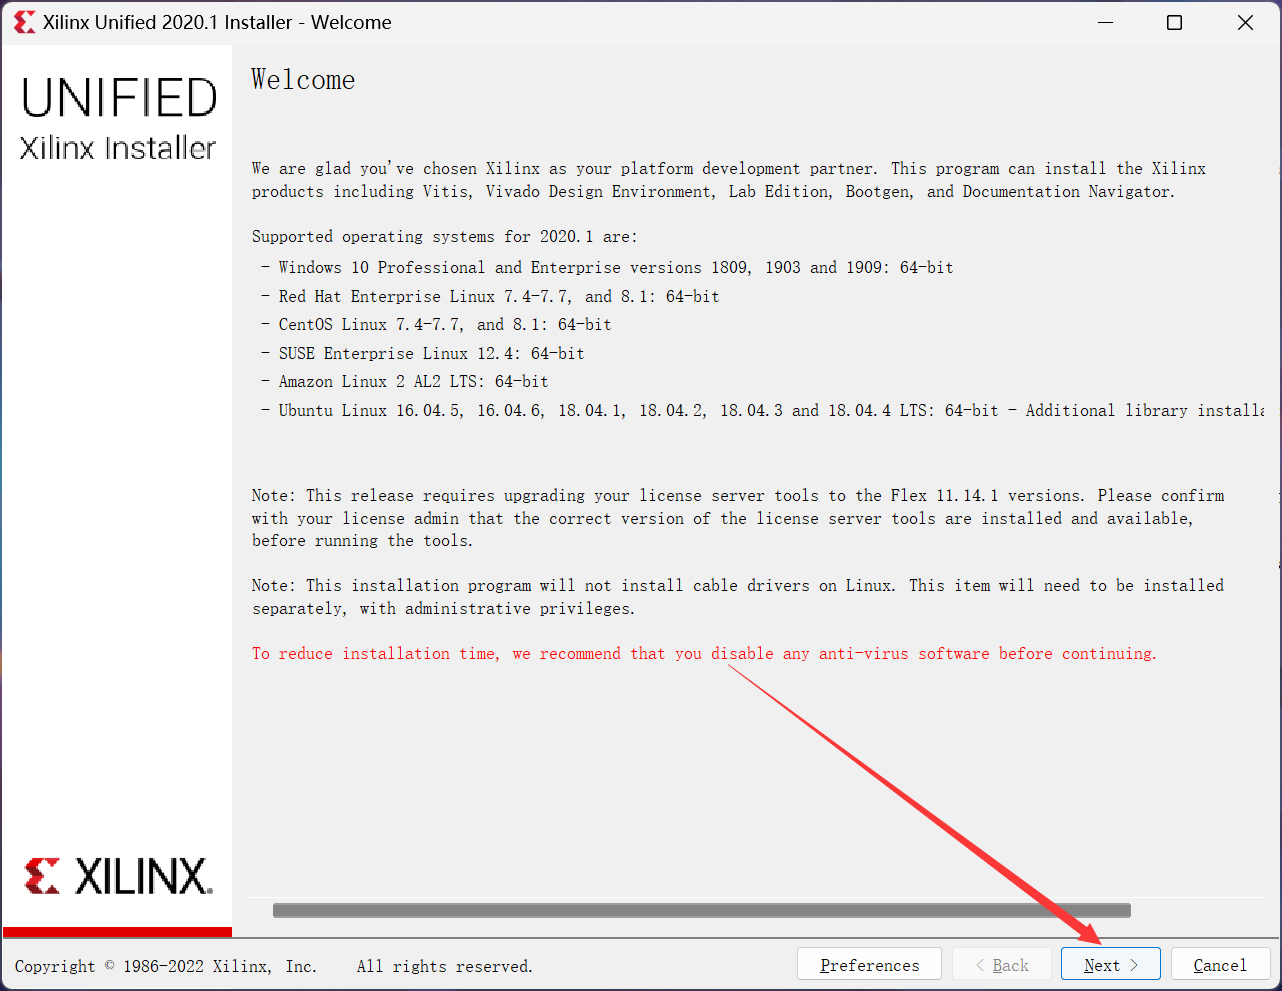 Xilinx Unified 2020.1 Installer - Welcome
UNIFIED
Xilinx Installer
Welcome
We are glad you've chosen Xilinx as your platform development partner. This program can install the Xilinx
products including Vitis, Vivado Design Environment, Lab Edition, Bootgen, and Documentation Navigator.
Supported operating systems for 2020.1 are:
- Windows 10 Professional and Enterprise versions 1809, 1903 and 1909: 64-bit
- Red Hat Enterprise Linux 7.4-7.7, and 8.1: 64-bit
- CentOS Linux 7.4-7.7, and 8.1: 64-bit
- SUSE Enterprise Linux 12.4: 64-bit
- Amazon Linux 2 AL2 LTS: 64-bit
- Ubuntu Linux 16.04.5, 16.04.6, 18.04.1, 18.04.2, 18.04.3 and 18.04.4 LTS: 64-bit - Additional library
Note: This release requires upgrading your license server tools to the Flex 11.14.1 versions. Please confirm
with your license admin that the correct version of the license server tools are installed and available,
before running the tools.
Note: This installation program will not install cable drivers on Linux. This item will need to be installed
separately, with administrative privileges.
To reduce installation time, we recommend that you disable any anti-virus software before continuing.
XILINX.
Copyright © 1986-2022 Xilinx, Inc. All rights reserved.
Preferences < Back Next > Cancel